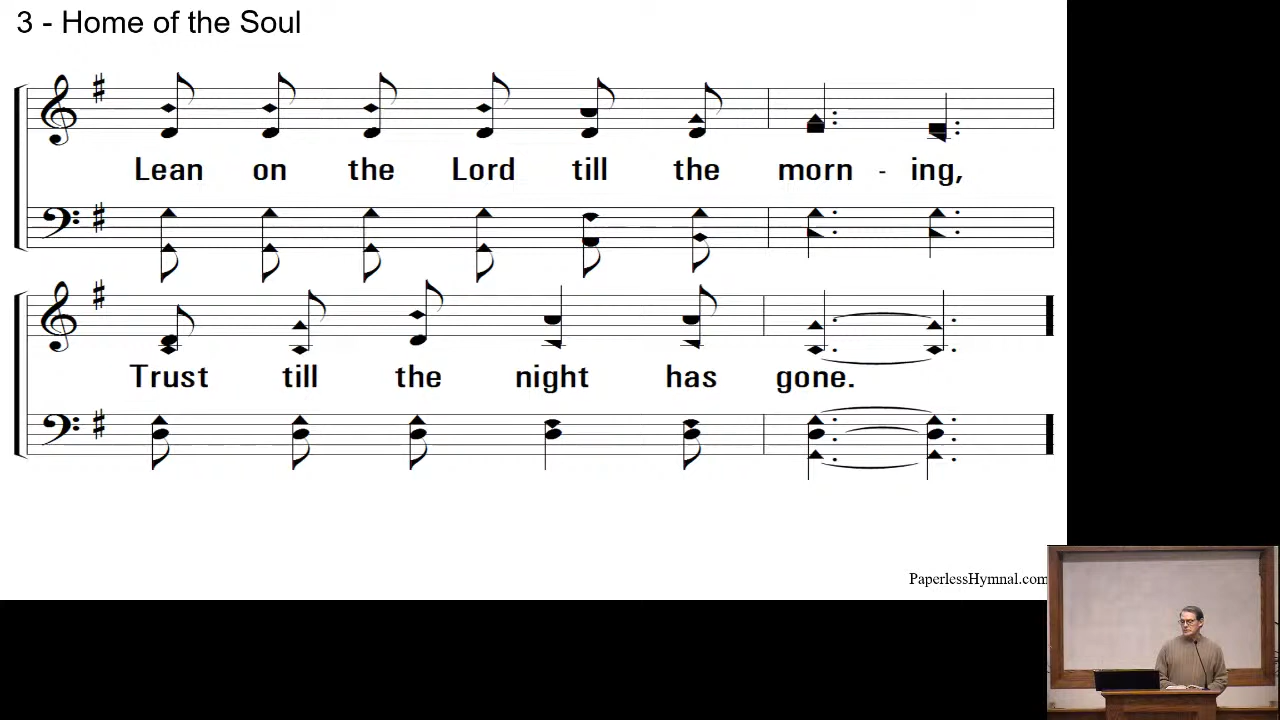 3 - Home of the Soul
Lean on the Lord till the morn - ing,
Trust till the night has gone.
PaperlessHymnal.com